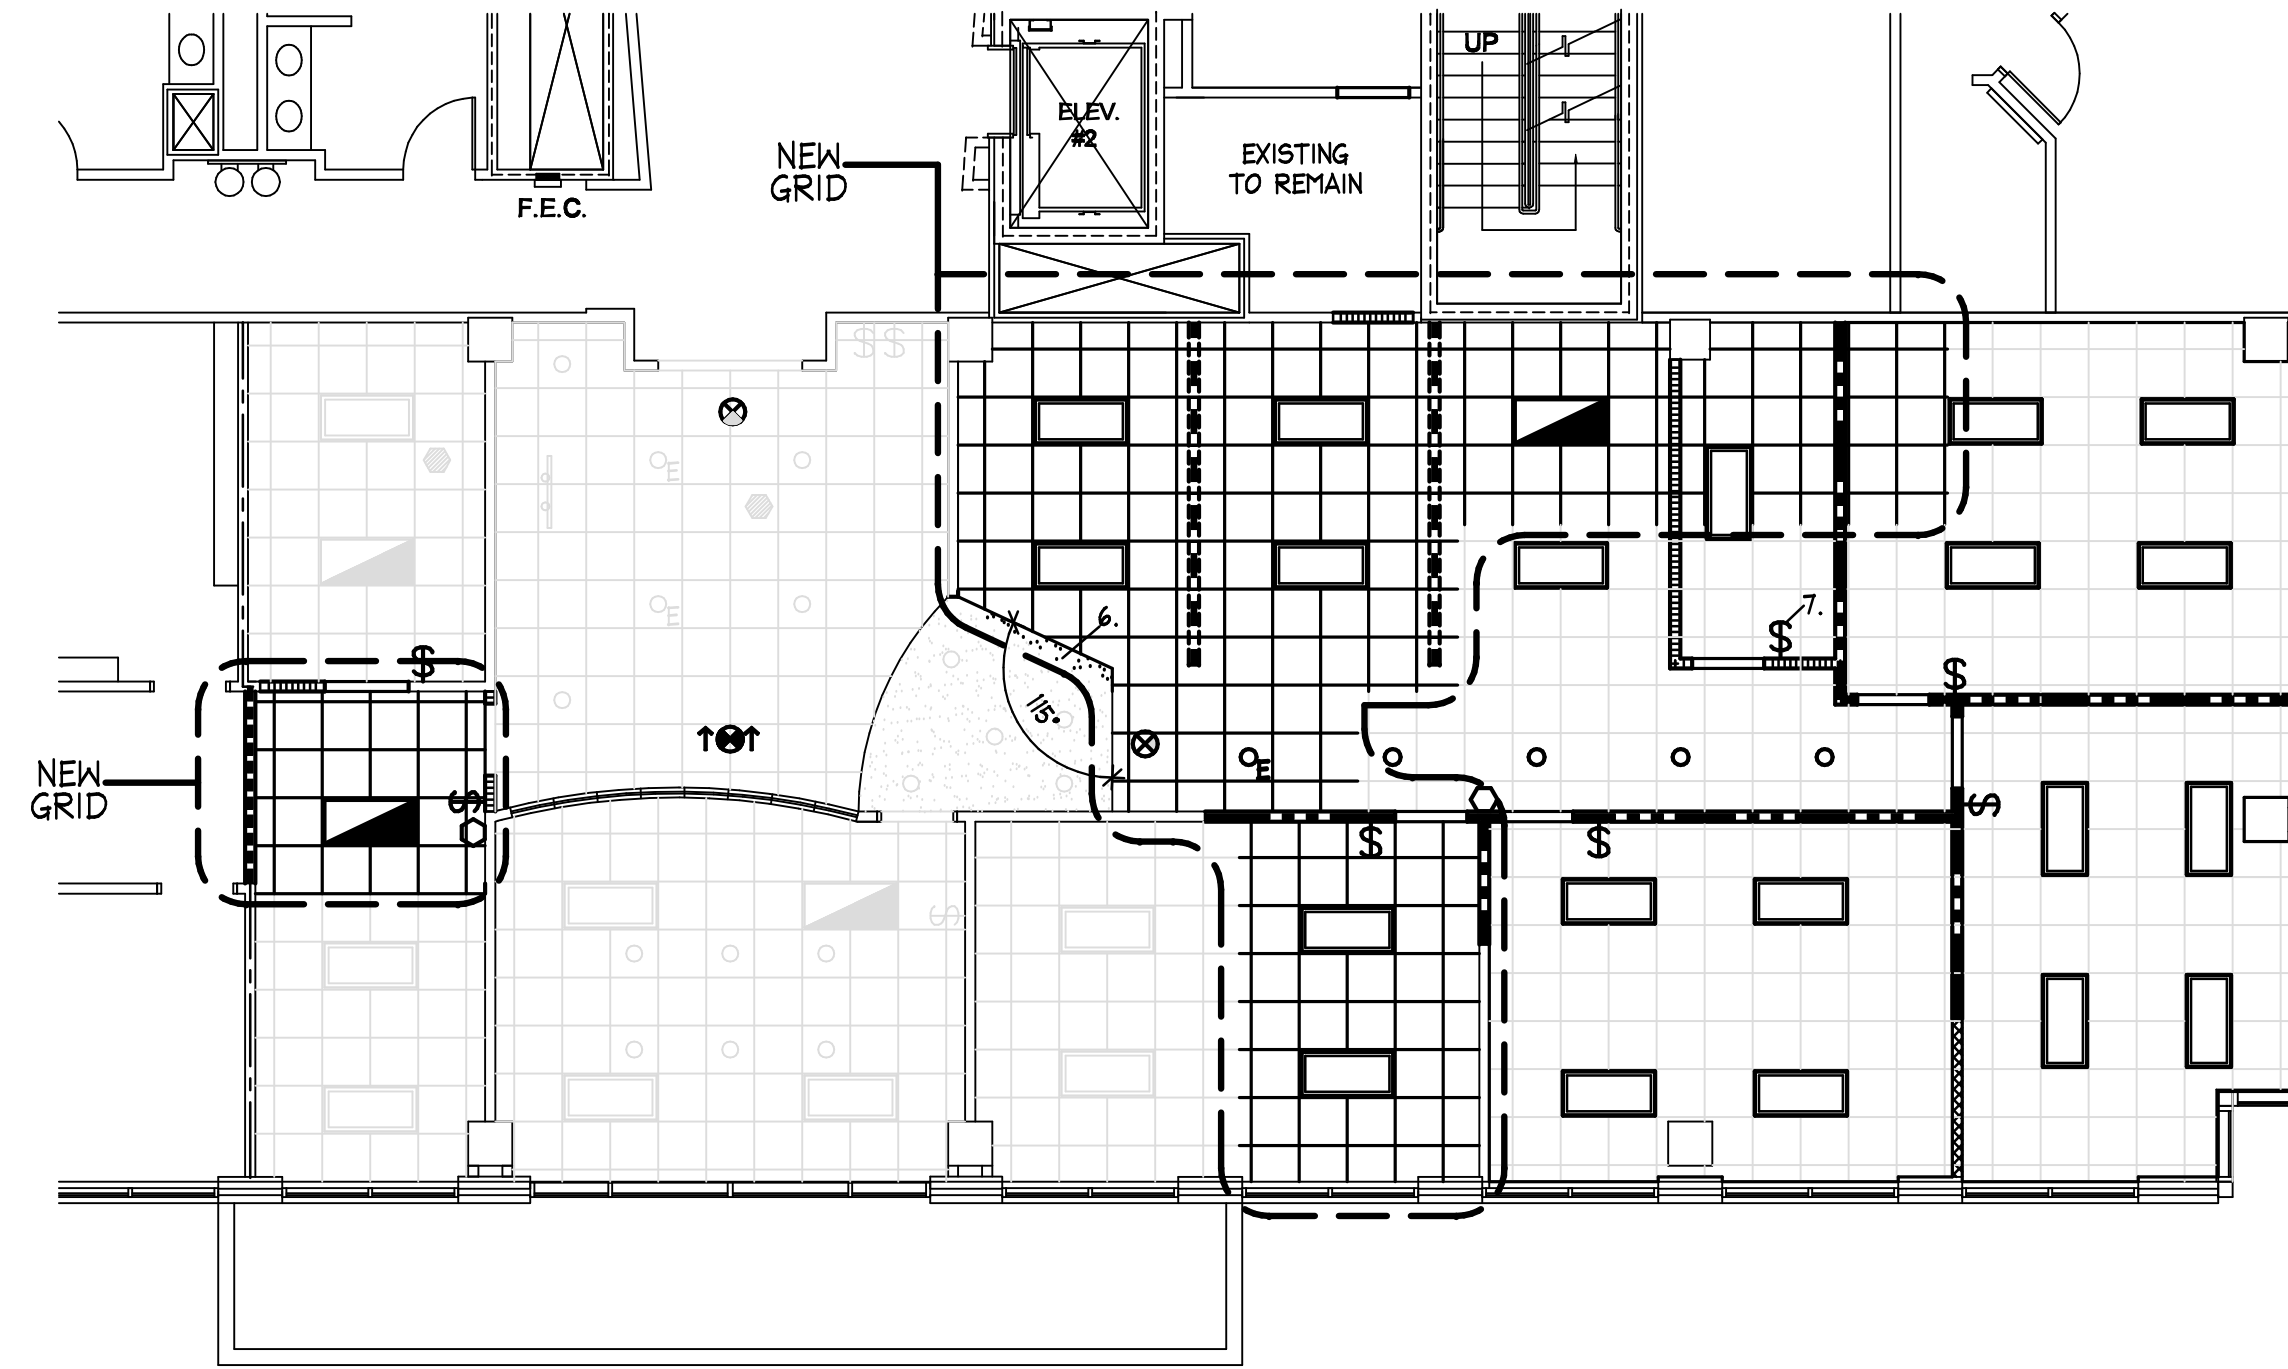 UP
ELEV.
#2
NEW
GRID
EXISTING
TO REMAIN
F.E.C.
$$
E
E
6.
7.
$
$
$
115.
E
NEW
GRID
$
$
$
$
$